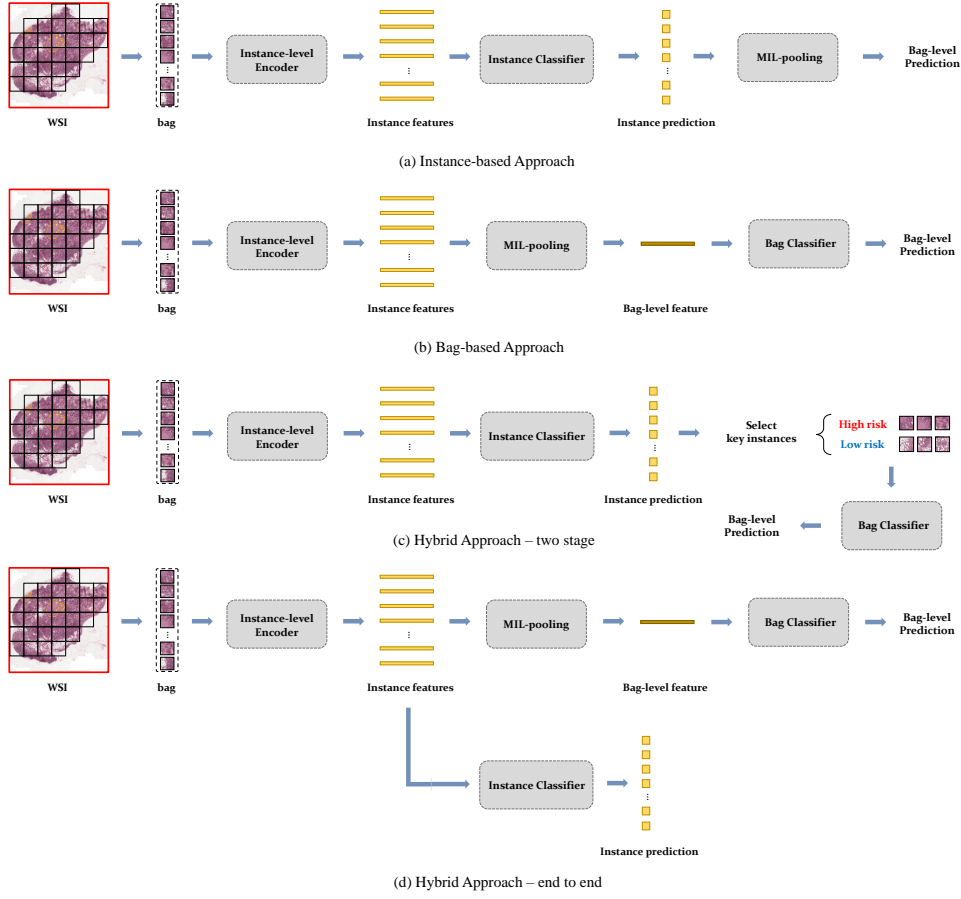 WSI
bag
Instance-level
Encoder
Instance features
Instance Classifier
Instance prediction
MIL-pooling
Bag-level
Prediction
(a) Instance-based Approach
WSI
bag
Instance-level
Encoder
Instance features
MIL-pooling
Bag-level feature
Bag Classifier
Bag-level
Prediction
(b) Bag-based Approach
WSI
bag
Instance-level
Encoder
Instance features
Instance Classifier
Instance prediction
Select
key instances
High risk
Low risk
Bag Classifier
Bag-level
Prediction
(c) Hybrid Approach – two stage
WSI
bag
Instance-level
Encoder
Instance features
MIL-pooling
Bag-level feature
Bag Classifier
Bag-level
Prediction
Instance Classifier
Instance prediction
(d) Hybrid Approach – end to end